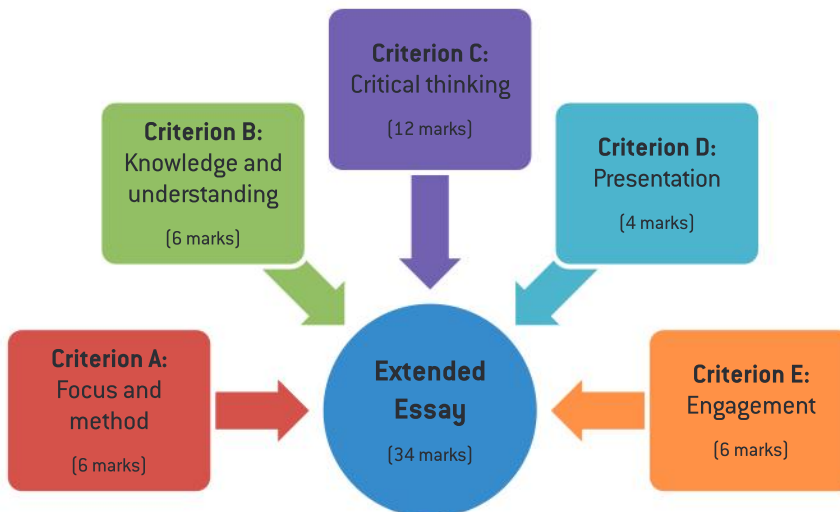 Criterion A:
Focus and
method
(6 marks)
Criterion B:
Knowledge and
understanding
(6 marks)
Criterion C:
Critical thinking
(12 marks)
Criterion D:
Presentation
(4 marks)
Criterion E:
Engagement
(6 marks)
Extended
Essay
(34 marks)